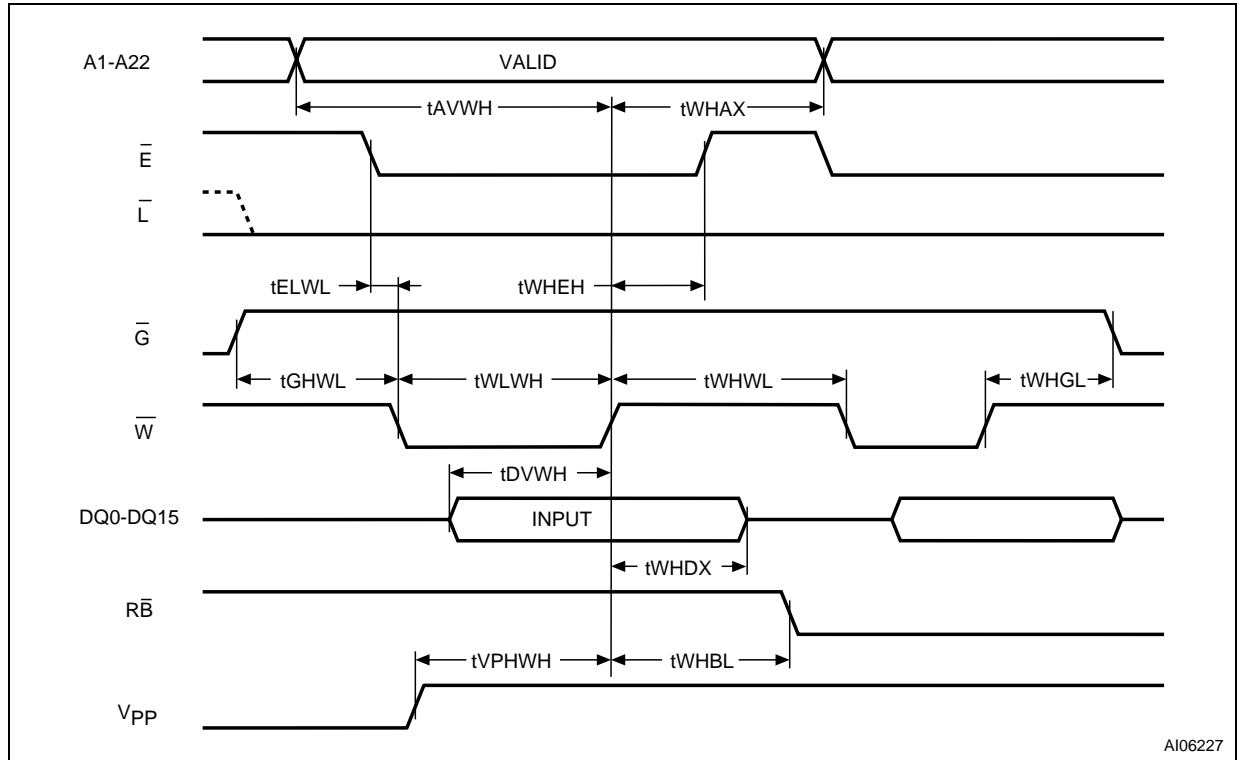 A1-A22
VALID
tAVWH
tWHAX
E̅
L̅
tELWL
tWHEH
G̅
tGHWL
tWLWH
tWHWL
tWHGL
W̅
tDVWH
DQ0-DQ15
INPUT
tWHDX
RB̅
tVPHWH
tWHBL
VPP
AI06227